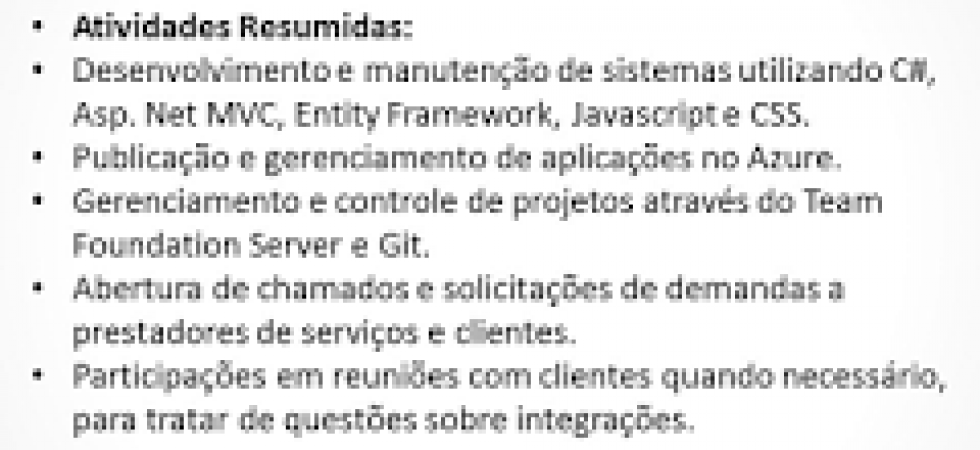 • Atividades Resumidas:
• Desenvolvimento e manutenção de sistemas utilizando C#,
Asp. Net MVC, Entity Framework, Javascript e CSS.
• Publicação e gerenciamento de aplicações no Azure.
• Gerenciamento e controle de projetos através do Team
Foundation Server e Git.
• Abertura de chamados e solicitações de demandas a
prestadores de serviços e clientes.
• Participações em reuniões com clientes quando necessário,
para tratar de questões sobre integrações.